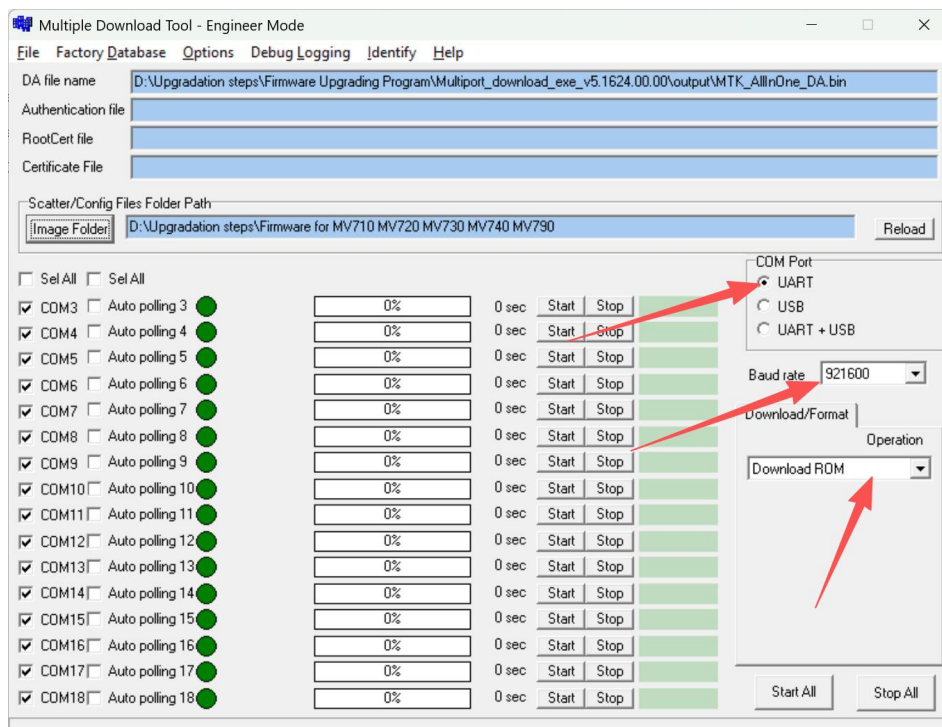 Multiple Download Tool - Engineer Mode
File Factory Database Options Debug Logging Identify Help
DA file name D:\Upgradation steps\Firmware Upgrading Program\Multiport_download_exe_v5.1624.00.00\output\MTK_AllInOne_DA.bin
Authentication file
RootCert file
Certificate File
Scatter/Config Files Folder Path
Image Folder D:\Upgradation steps\Firmware for MV710 MV720 MV730 MV740 MV790 Reload
Sel All Sel All
COM3 Auto polling 3 0% 0 sec Start Stop
COM4 Auto polling 4 0% 0 sec Start Stop
COM5 Auto polling 5 0% 0 sec Start Stop
COM6 Auto polling 6 0% 0 sec Start Stop
COM7 Auto polling 7 0% 0 sec Start Stop
COM8 Auto polling 8 0% 0 sec Start Stop
COM9 Auto polling 9 0% 0 sec Start Stop
COM10 Auto polling 10 0% 0 sec Start Stop
COM11 Auto polling 11 0% 0 sec Start Stop
COM12 Auto polling 12 0% 0 sec Start Stop
COM13 Auto polling 13 0% 0 sec Start Stop
COM14 Auto polling 14 0% 0 sec Start Stop
COM15 Auto polling 15 0% 0 sec Start Stop
COM16 Auto polling 16 0% 0 sec Start Stop
COM17 Auto polling 17 0% 0 sec Start Stop
COM18 Auto polling 18 0% 0 sec Start Stop
COM Port
UART
USB
UART + USB
Baud rate 921600
Download/Format
Operation
Download ROM
Start All Stop All